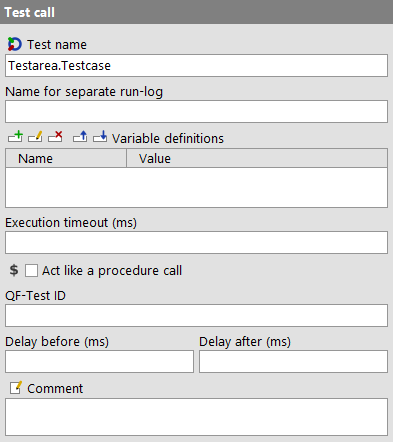 Test call
Test name
Testarea.Testcase
Name for separate run-log
Variable definitions
Name Value
Execution timeout (ms)
$ Act like a procedure call
QF-Test ID
Delay before (ms) Delay after (ms)
Comment